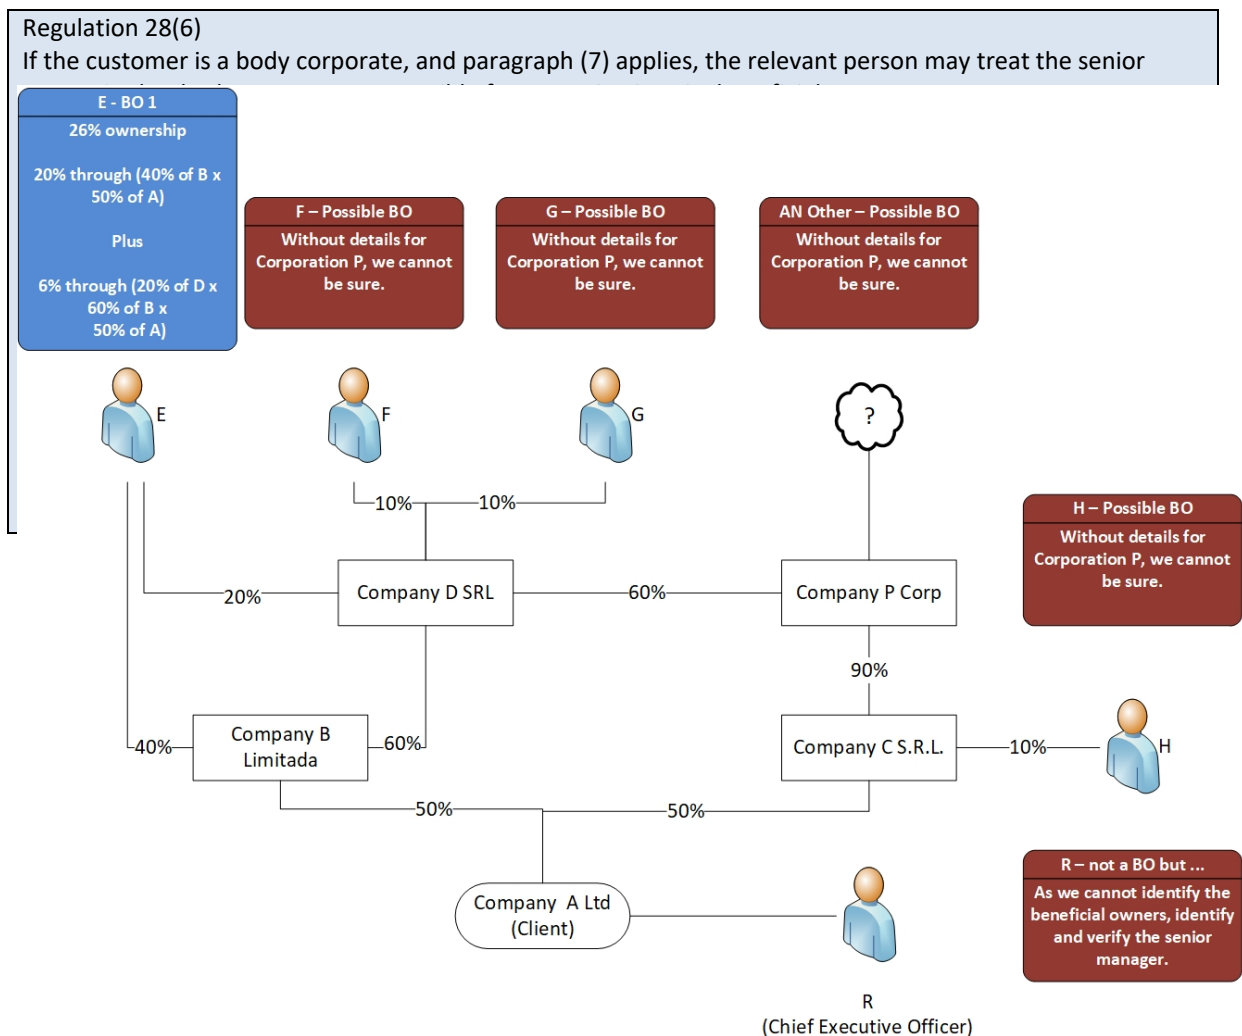 Regulation 28(6)
If the customer is a body corporate, and paragraph (7) applies, the relevant person may treat the senior
E - BO 1
26% ownership
20% through (40% of B x
50% of A)
Plus
6% through (20% of D x
60% of B x
50% of A)
F – Possible BO
Without details for
Corporation P, we cannot
be sure.
G – Possible BO
Without details for
Corporation P, we cannot
be sure.
AN Other – Possible BO
Without details for
Corporation P, we cannot
be sure.
E
F
G
?
10%
10%
H – Possible BO
Without details for
Corporation P, we cannot
be sure.
20%
Company D SRL
60%
Company P Corp
90%
40%
Company B
Limitada
60%
Company C S.R.L.
10%
H
50%
50%
Company A Ltd
(Client)
R – not a BO but ...
As we cannot identify the
beneficial owners, identify
and verify the senior
manager.
R
(Chief Executive Officer)